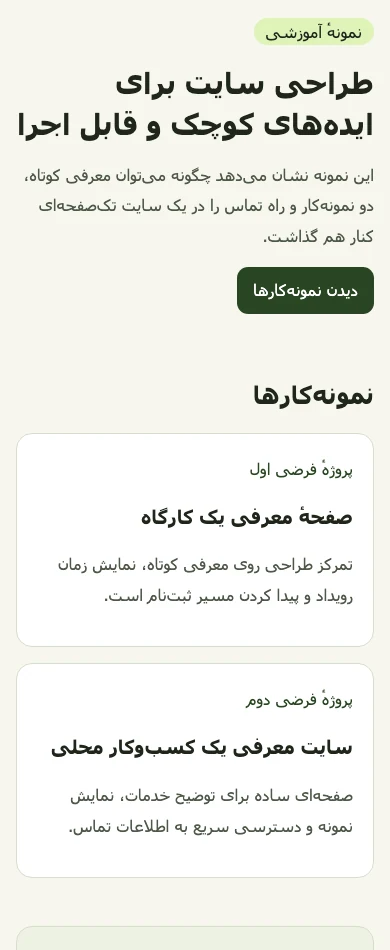 نمونهٔ آموزشی
طراحی سایت برای
ایده‌های کوچک و قابل اجرا
این نمونه نشان می‌دهد چگونه می‌توان معرفی کوتاه،
دو نمونه‌کار و راه تماس را در یک سایت تک‌صفحه‌ای
کنار هم گذاشت.
دیدن نمونه‌کارها
نمونه‌کارها
پروژهٔ فرضی اول
صفحهٔ معرفی یک کارگاه
تمرکز طراحی روی معرفی کوتاه، نمایش زمان
رویداد و پیدا کردن مسیر ثبت‌نام است.
پروژهٔ فرضی دوم
سایت معرفی یک کسب‌وکار محلی
صفحه‌ای ساده برای توضیح خدمات، نمایش
نمونه و دسترسی سریع به اطلاعات تماس.